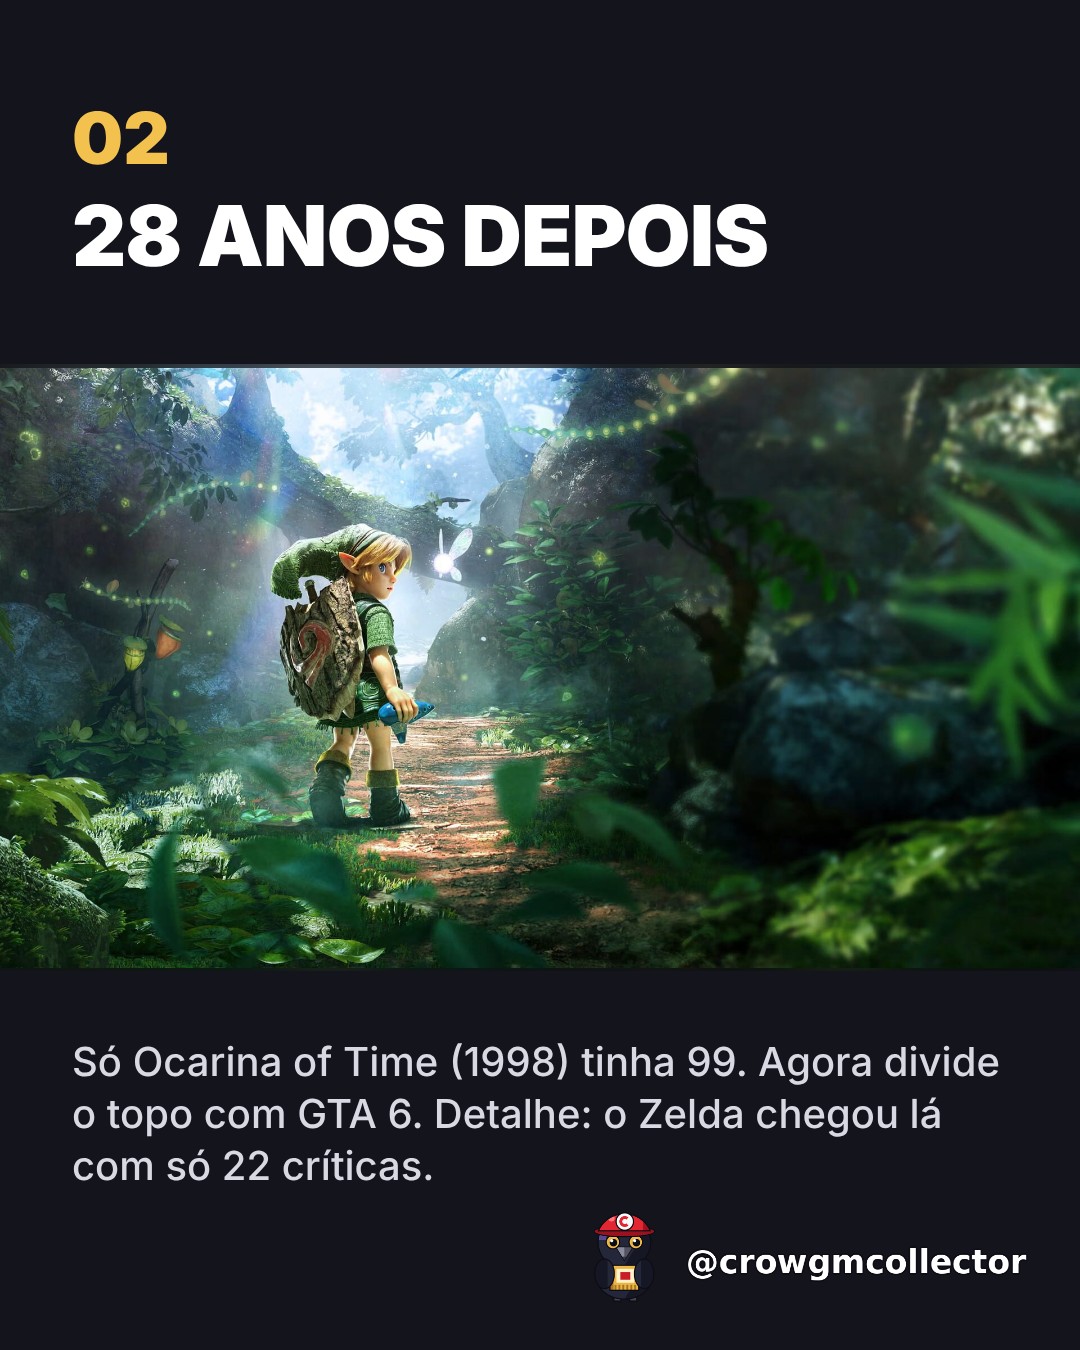 02
28 ANOS DEPOIS
Só Ocarina of Time (1998) tinha 99. Agora divide
o topo com GTA 6. Detalhe: o Zelda chegou lá
com só 22 críticas.
C
@crowgmcollector